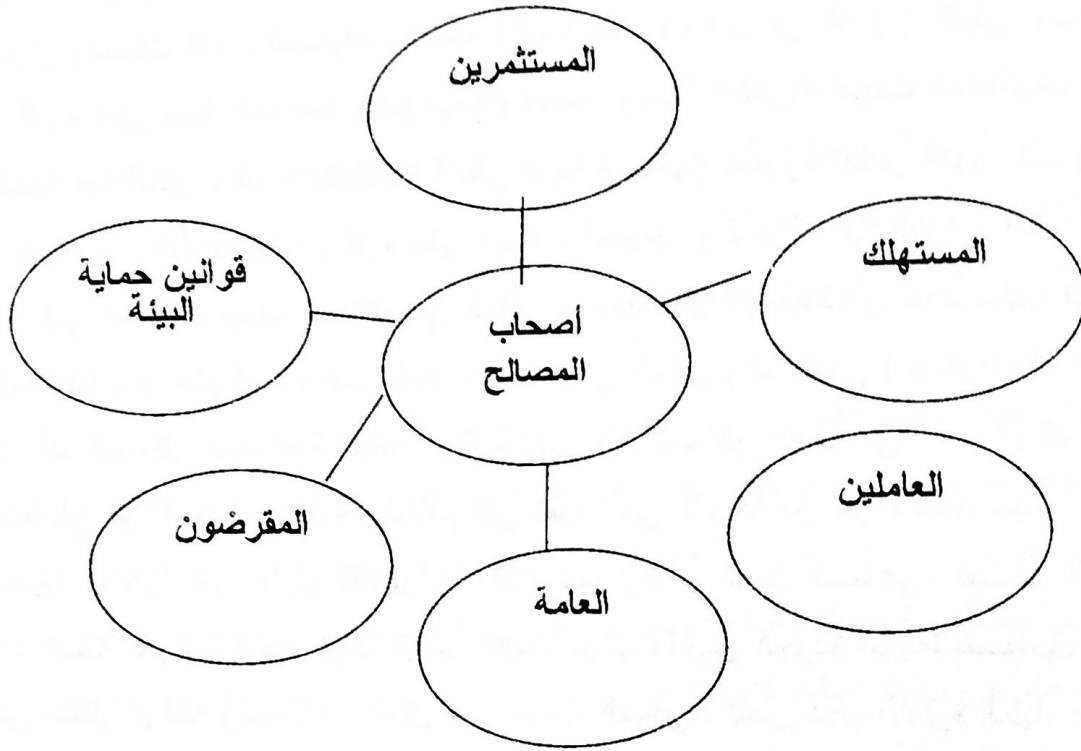 المستثمرين
المستهلك
قوانين حماية
البيئة
أصحاب
المصالح
العاملين
المقرضون
العامة